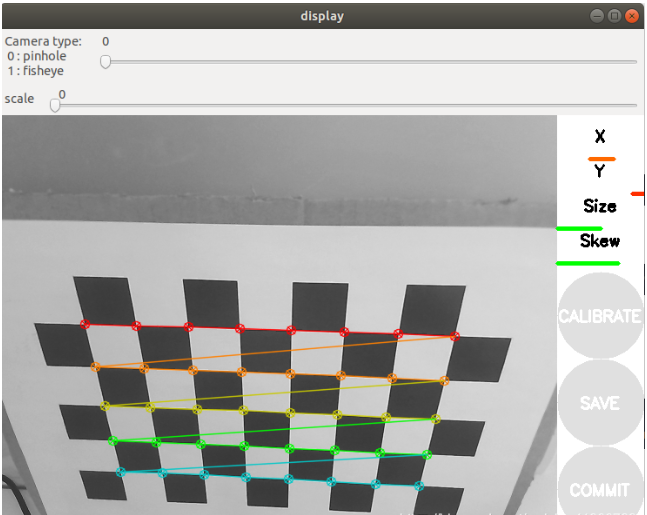 display
Camera type:
0 : pinhole
1 : fisheye
0
scale
0
X
Y
Size
Skew
CALIBRATE
SAVE
COMMIT